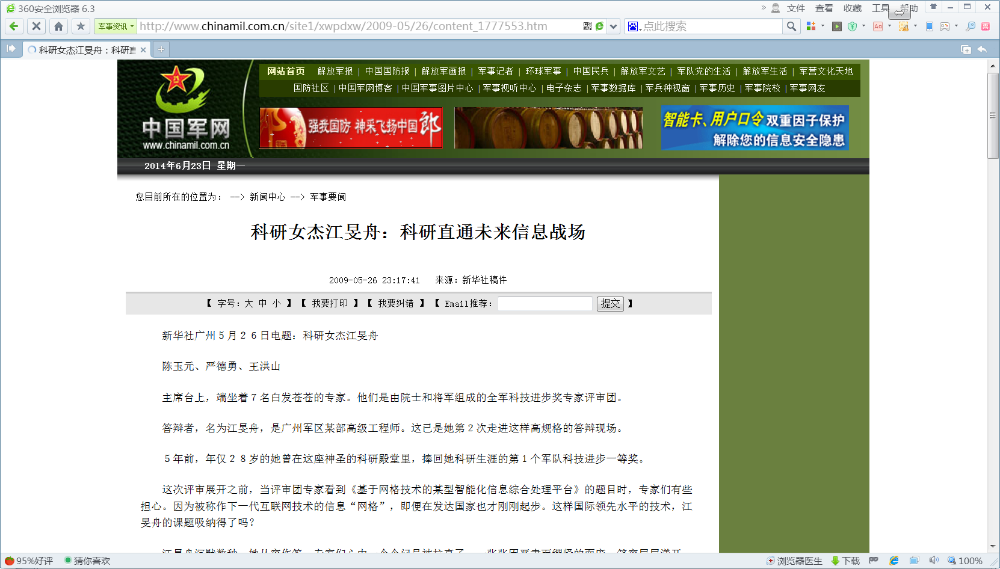 360安全浏览器 6.3
» 文件 查看 收藏 工具 帮助
军事资讯 http://www.chinamil.com.cn/site1/xwpdxw/2009-05/26/content_1777553.htm 点此搜索
科研女杰江旻舟：科研直
中国军网
www.chinamil.com.cn
网站首页 解放军报 | 中国国防报 | 解放军画报 | 军事记者 | 环球军事 | 中国民兵 | 解放军文艺 | 军队党的生活 | 解放军生活 | 军营文化天地
国防社区 | 中国军网博客 | 中国军事图片中心 | 军事视听中心 | 电子杂志 | 军事数据库 | 军兵种视窗 | 军事历史 | 军事院校 | 军事网友
强我国防 神采飞扬中国郎
智能卡、用户口令双重因子保护
解除您的信息安全隐患
2014年6月23日 星期一
您目前所在的位置为： --> 新闻中心 --> 军事要闻
科研女杰江旻舟：科研直通未来信息战场
2009-05-26 23:17:41 来源：新华社稿件
【 字号：大 中 小 】 【 我要打印 】 【 我要纠错 】 【 Email推荐： 提交 】
新华社广州５月２６日电题：科研女杰江旻舟
陈玉元、严德勇、王洪山
主席台上，端坐着７名白发苍苍的专家。他们是由院士和将军组成的全军科技进步奖专家评审团。
答辩者，名为江旻舟，是广州军区某部高级工程师。这已是她第２次走进这样高规格的答辩现场。
５年前，年仅２８岁的她曾在这座神圣的科研殿堂里，捧回她科研生涯的第１个军队科技进步一等奖。
这次评审展开之前，当评审团专家看到《基于网格技术的某型智能化信息综合处理平台》的题目时，专家们有些
担心。因为被称作下一代互联网技术的信息“网格”，即便在发达国家也才刚刚起步。这样国际领先水平的技术，江
旻舟的课题吸纳得了吗？
95%好评 猜你喜欢 浏览器医生 下载 100%